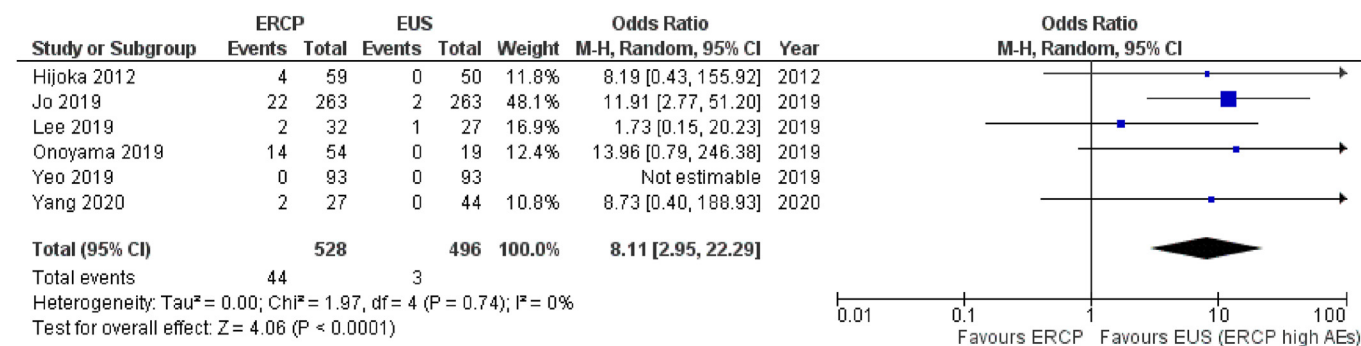 ERCP EUS Odds Ratio Odds Ratio
Study or Subgroup Events Total Events Total Weight M-H, Random, 95% CI Year M-H, Random, 95% CI
Hijoka 2012 4 59 0 50 11.8% 8.19 [0.43, 155.92] 2012
Jo 2019 22 263 2 263 48.1% 11.91 [2.77, 51.20] 2019
Lee 2019 2 32 1 27 16.9% 1.73 [0.15, 20.23] 2019
Onoyama 2019 14 54 0 19 12.4% 13.96 [0.79, 246.38] 2019
Yeo 2019 0 93 0 93 Not estimable 2019
Yang 2020 2 27 0 44 10.8% 8.73 [0.40, 188.93] 2020
Total (95% CI) 528 496 100.0% 8.11 [2.95, 22.29]
Total events 44 3
Heterogeneity: Tau² = 0.00; Chi² = 1.97, df = 4 (P = 0.74); I² = 0%
Test for overall effect: Z = 4.06 (P < 0.0001)
0.01 0.1 1 10 100
Favours ERCP Favours EUS (ERCP high AEs)